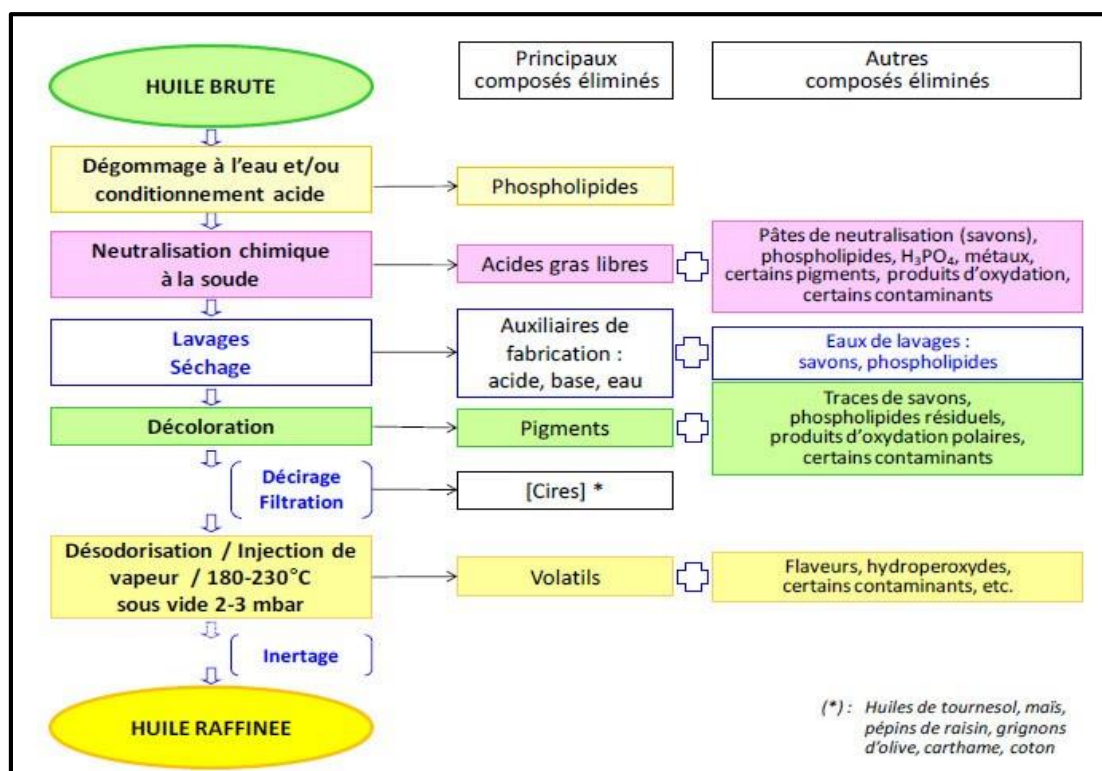 HUILE BRUTE
Principaux
composés éliminés
Autres
composés éliminés
Dégommage à l'eau et/ou
conditionnement acide
Phospholipides
Neutralisation chimique
à la soude
Acides gras libres
Pâtes de neutralisation (savons),
phospholipides, H₃PO₄, métaux,
certains pigments, produits d'oxydation,
certains contaminants
Lavages
Séchage
Auxiliaires de
fabrication :
acide, base, eau
Eaux de lavages :
savons, phospholipides
Décoloration
Pigments
Traces de savons,
phospholipides résiduels,
produits d'oxydation polaires,
certains contaminants
Décirage
Filtration
[Cires] *
Désodorisation / Injection de
vapeur / 180-230°C
sous vide 2-3 mbar
Volatils
Flaveurs, hydroperoxydes,
certains contaminants, etc.
Inertage
HUILE RAFFINEE
(*) : Huiles de tournesol, maïs,
pépins de raisin, grignons
d'olive, carthame, coton